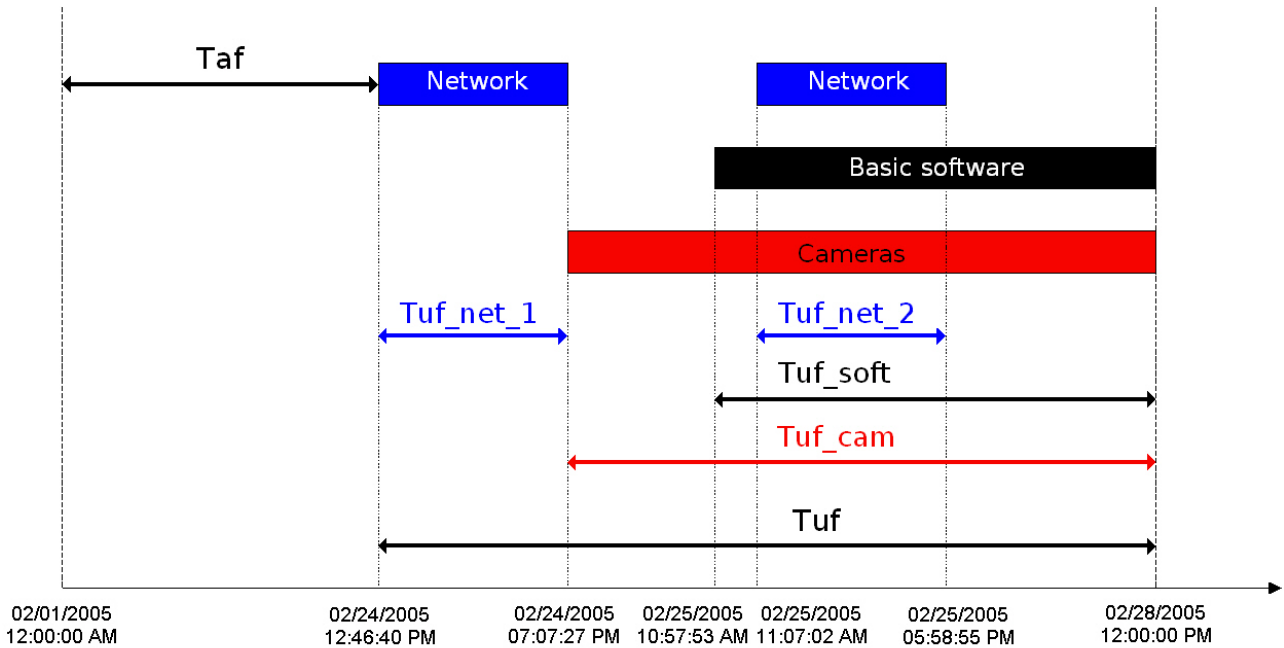 Taf
Network
Network
Basic software
Cameras
Tuf_net_1
Tuf_net_2
Tuf_soft
Tuf_cam
Tuf
02/01/2005
12:00:00 AM
02/24/2005
12:46:40 PM
02/24/2005
07:07:27 PM
02/25/2005
10:57:53 AM
02/25/2005
11:07:02 AM
02/25/2005
05:58:55 PM
02/28/2005
12:00:00 PM